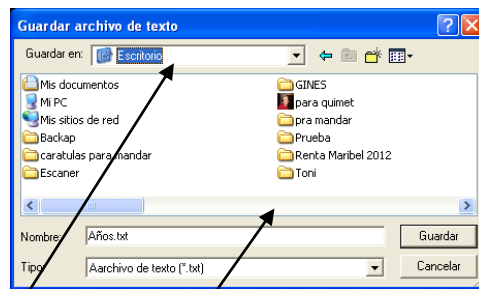 Guardar archivo de texto
Guardar en: Escritorio
Mis documentos
Mi PC
Mis sitios de red
Backap
caratulas para mandar
Escaner
GINES
para quimet
pra mandar
Prueba
Renta Maribel 2012
Toni
Nombre: Años.txt Guardar
Tipo: Aarchivo de texto (*.txt) Cancelar